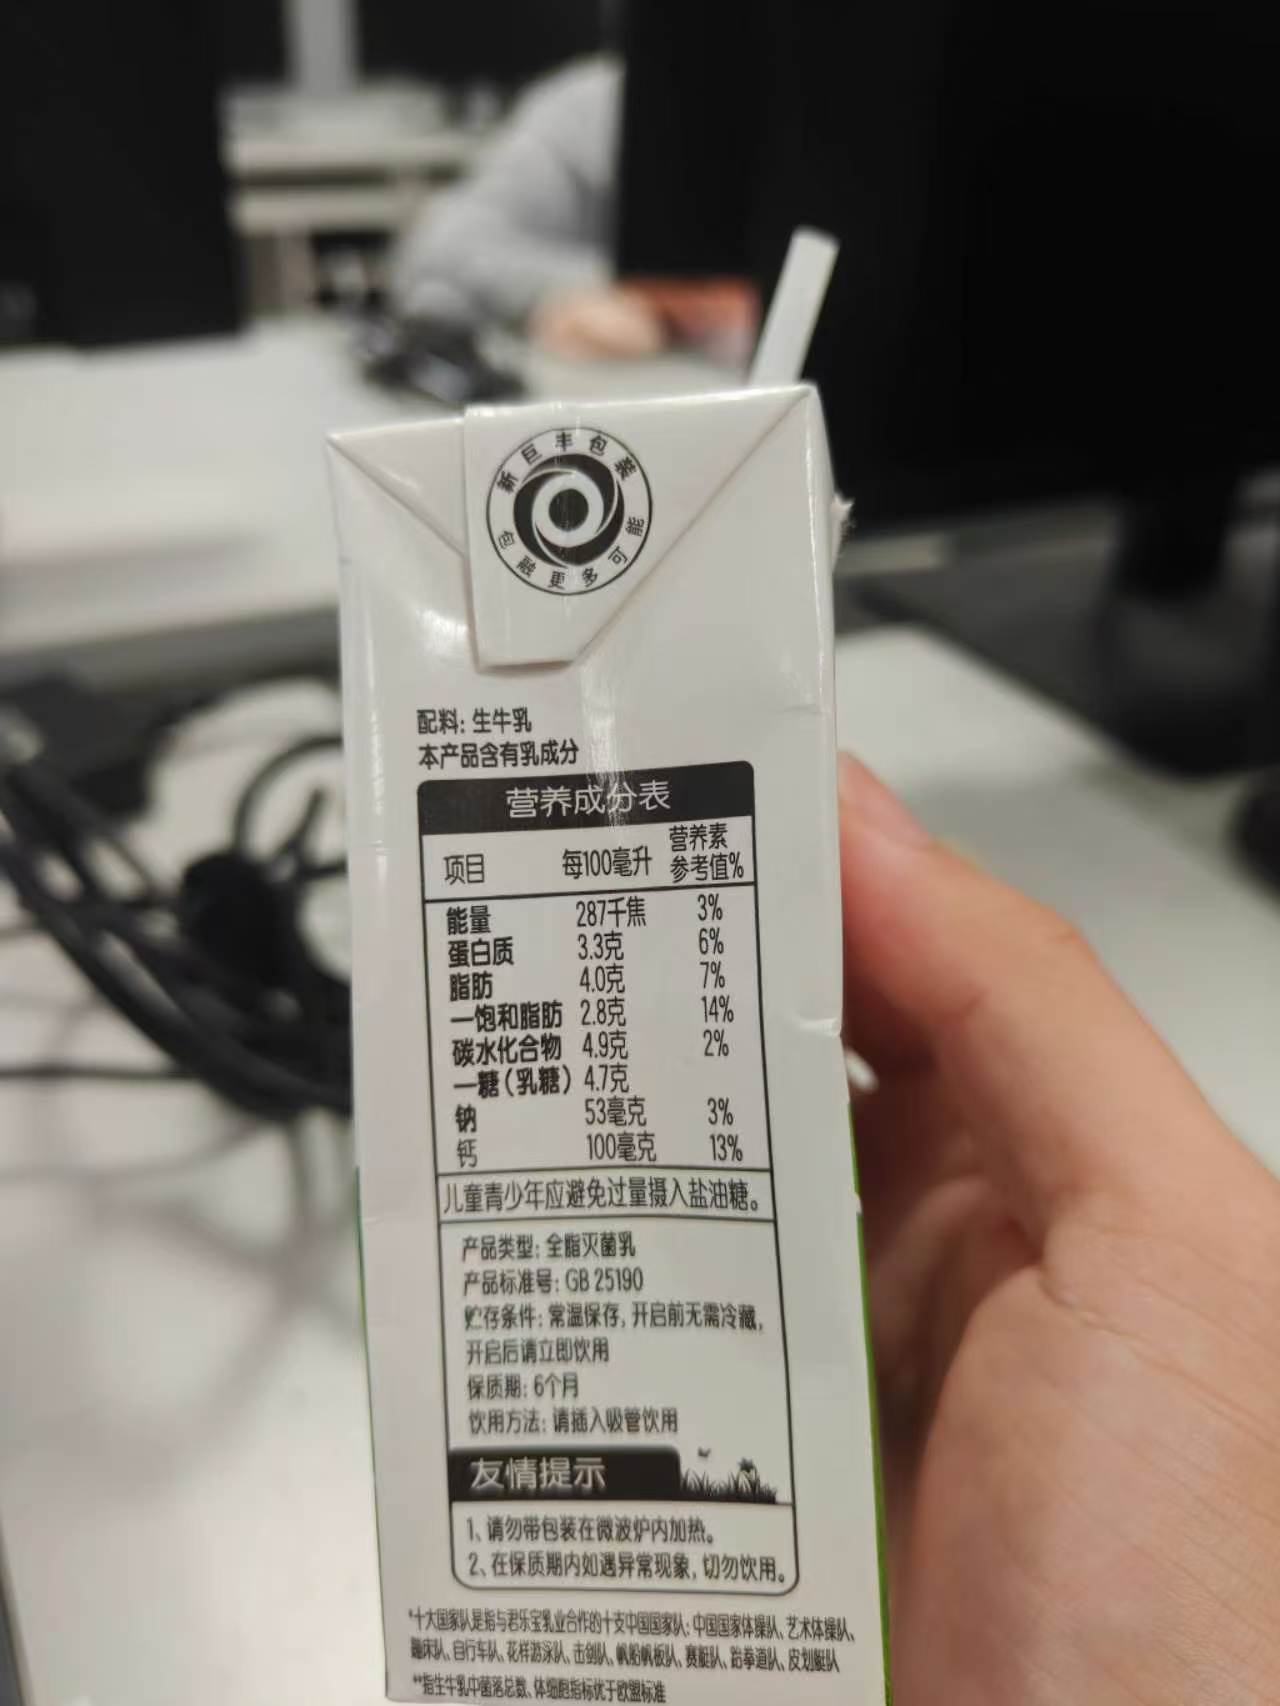 新巨丰包装
包融更多可能
配料: 生牛乳
本产品含有乳成分
营养成分表
项目 每100毫升 营养素参考值%
能量 287千焦 3%
蛋白质 3.3克 6%
脂肪 4.0克 7%
—饱和脂肪 2.8克 14%
碳水化合物 4.9克 2%
—糖(乳糖) 4.7克
钠 53毫克 3%
钙 100毫克 13%
儿童青少年应避免过量摄入盐油糖。
产品类型: 全脂灭菌乳
产品标准号: GB 25190
贮存条件: 常温保存, 开启前无需冷藏,
开启后请立即饮用
保质期: 6个月
饮用方法: 请插入吸管饮用
友情提示
1、请勿带包装在微波炉内加热。
2、在保质期内如遇异常现象, 切勿饮用。
*十大国家队是指与君乐宝乳业合作的十支中国国家队: 中国国家体操队、艺术体操队、
蹦床队、自行车队、花样游泳队、击剑队、帆船帆板队、赛艇队、跆拳道队、皮划艇队
**指生牛乳中菌落总数、体细胞指标优于欧盟标准